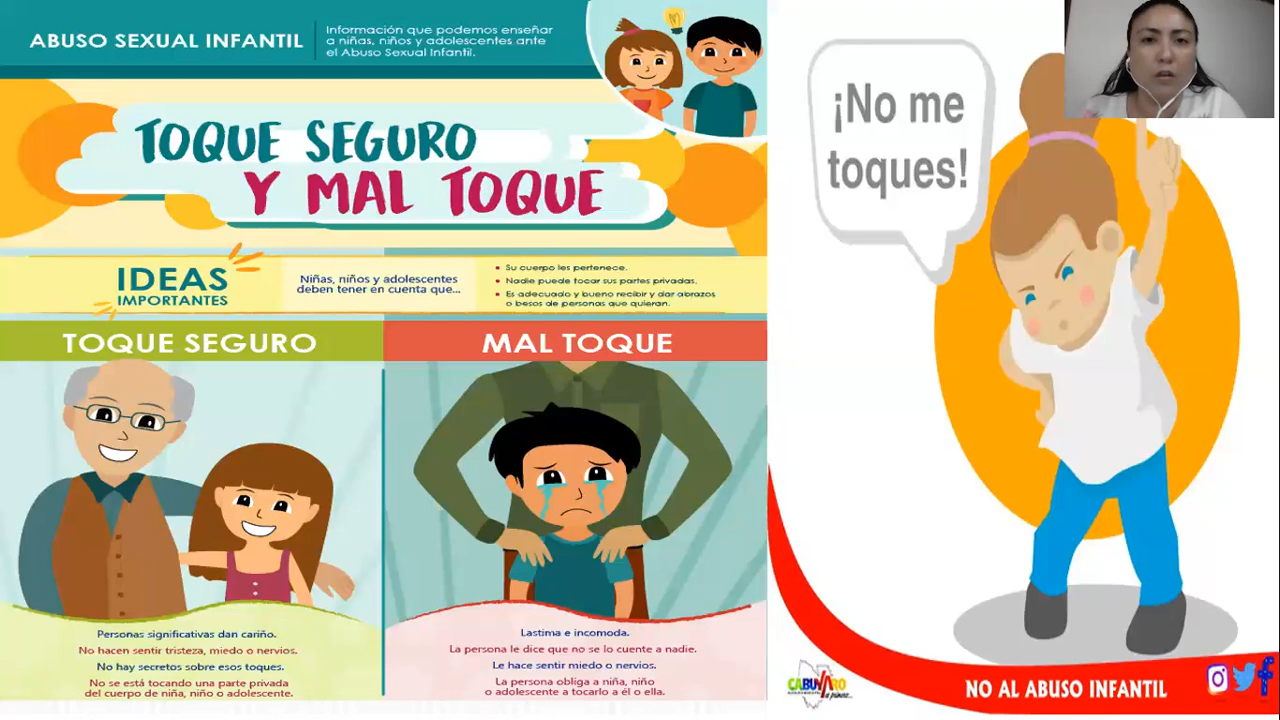 ABUSO SEXUAL INFANTIL
Información que podemos enseñar
a niñas, niños y adolescentes ante
el Abuso Sexual Infantil.
TOQUE SEGURO
Y MAL TOQUE
IDEAS
IMPORTANTES
Niñas, niños y adolescentes
deben tener en cuenta que...
• Su cuerpo les pertenece.
• Nadie puede tocar sus partes privadas.
• Es adecuado y bueno recibir y dar abrazos
o besos de personas que quieran.
TOQUE SEGURO
Personas significativas dan cariño.
No hacen sentir tristeza, miedo o nervios.
No hay secretos sobre esos toques.
No se está tocando una parte privada
del cuerpo de niña, niño o adolescente.
MAL TOQUE
Lastima e incomoda.
La persona le dice que no se lo cuente a nadie.
Le hace sentir miedo o nervios.
La persona obliga a niña, niño
o adolescente a tocarlo a él o ella.
¡No me
toques!
CABUYARO
NO AL ABUSO INFANTIL